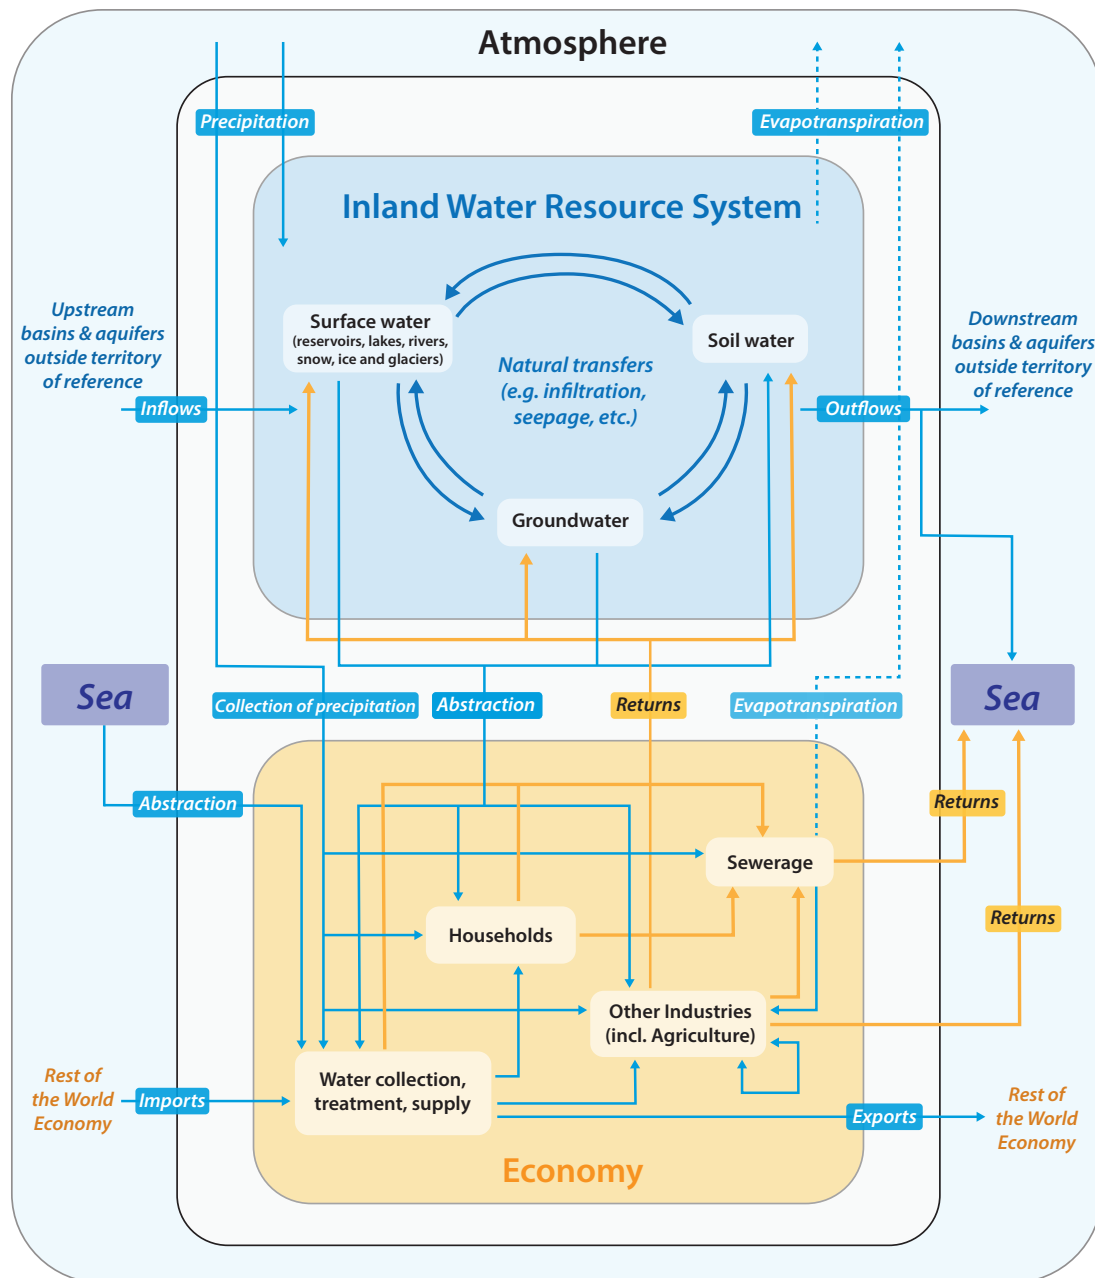 Atmosphere
Precipitation
Evapotranspiration
Inland Water Resource System
Upstream
basins & aquifers
outside territory
of reference
Surface water
(reservoirs, lakes, rivers,
snow, ice and glaciers)
Soil water
Natural transfers
(e.g. infiltration,
seepage, etc.)
Downstream
basins & aquifers
outside territory
of reference
Inflows
Outflows
Groundwater
Sea
Sea
Collection of precipitation
Abstraction
Returns
Evapotranspiration
Abstraction
Returns
Sewerage
Returns
Households
Other Industries
(incl. Agriculture)
Rest of
the World
Economy
Imports
Water collection,
treatment, supply
Exports
Rest of
the World
Economy
Economy